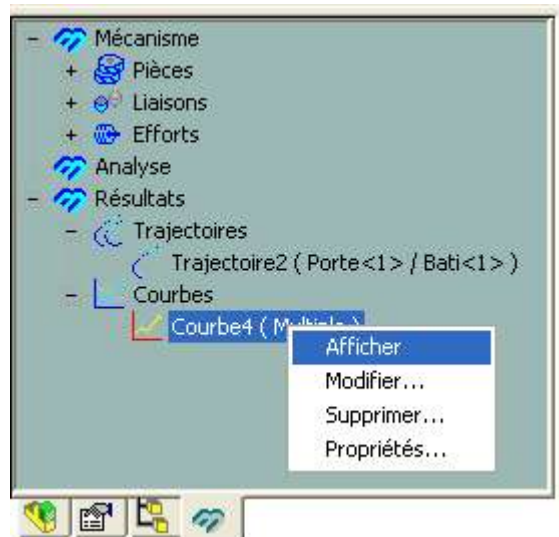 Mécanisme
Pièces
Liaisons
Efforts
Analyse
Résultats
Trajectoires
Trajectoire2 ( Porte<1> / Bati<1> )
Courbes
Courbe4 (
Afficher
Modifier...
Supprimer...
Propriétés...